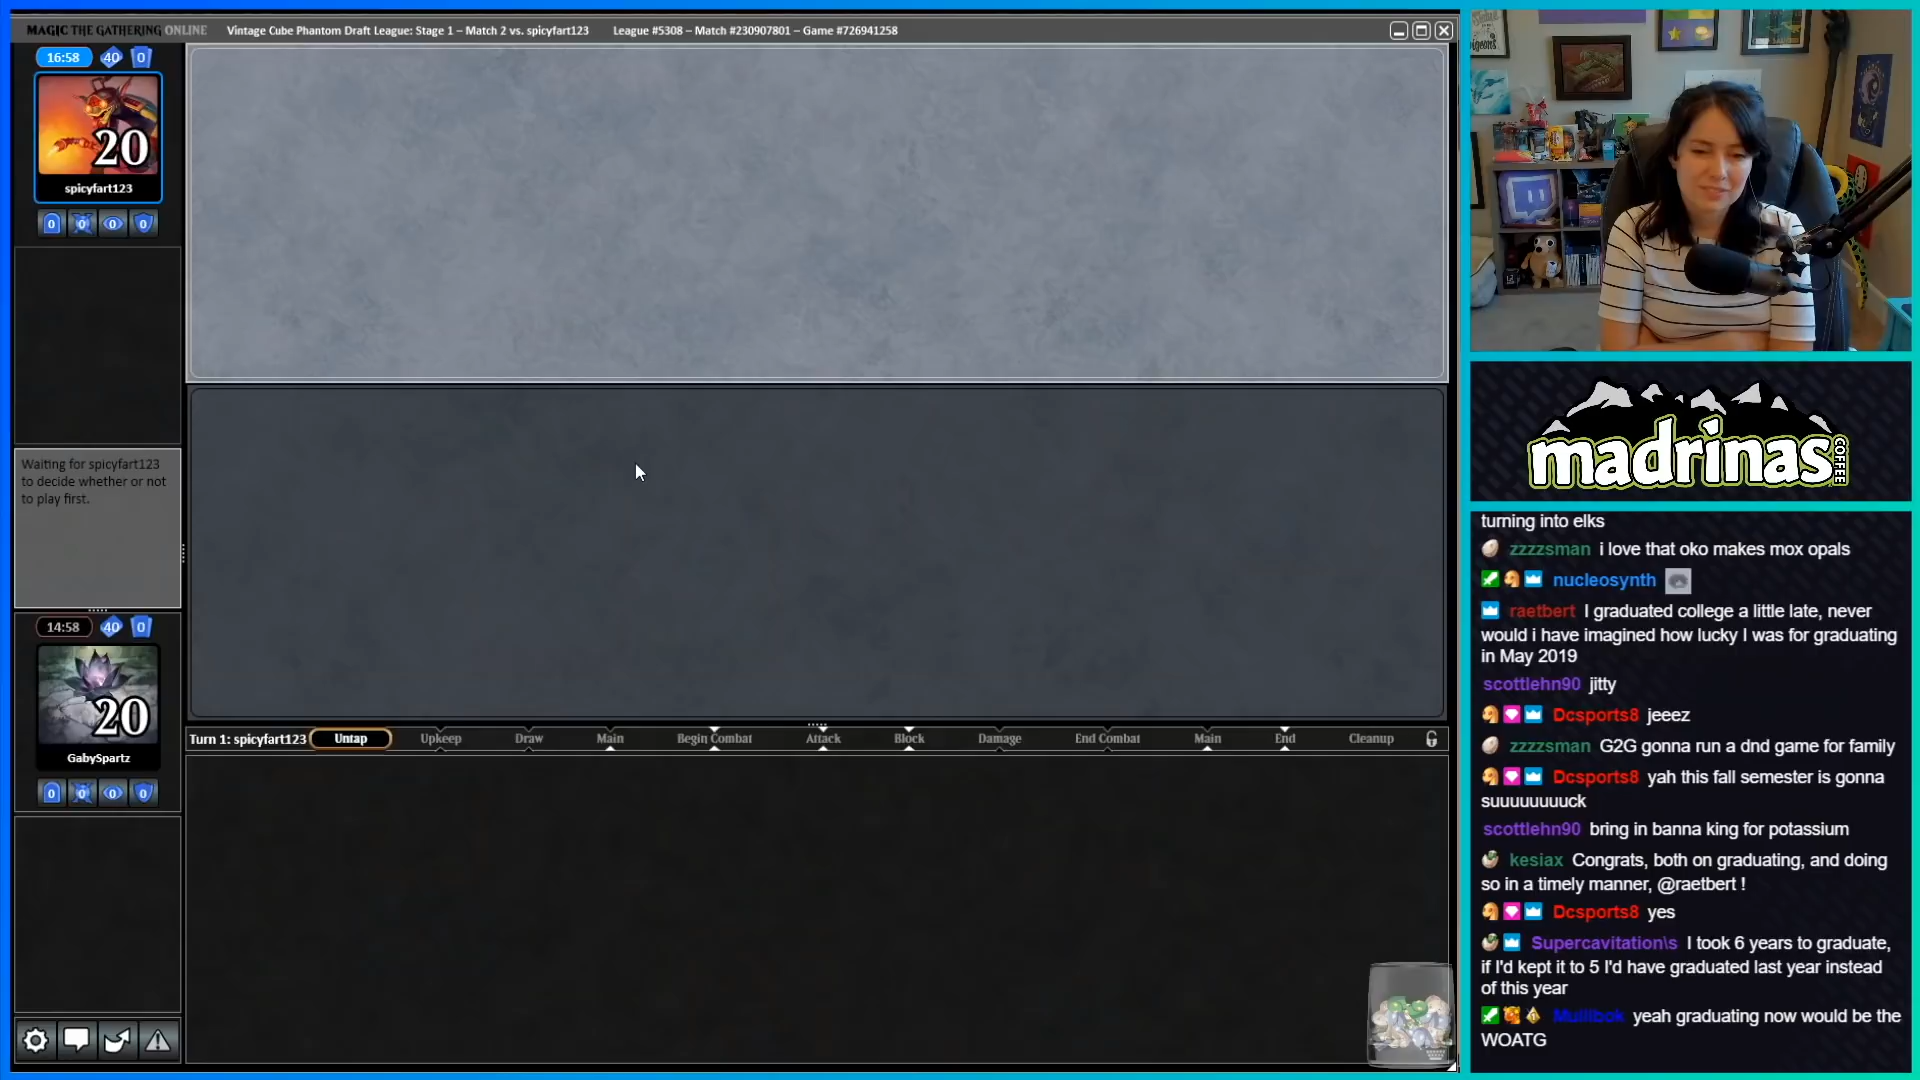 MAGIC THE GATHERING ONLINE
Vintage Cube Phantom Draft League: Stage 1 – Match 2 vs. spicyfart123
League #5308 – Match #230907801 – Game #726941258
16:58
40
0
20
spicyfart123
0
0
0
0
Waiting for spicyfart123
to decide whether or not
to play first.
14:58
40
0
20
GabySpartz
0
0
0
0
Turn 1: spicyfart123
Untap
Upkeep
Draw
Main
Begin Combat
Attack
Block
Damage
End Combat
Main
End
Cleanup
madrinas
COFFEE
turning into elks
zzzzsman i love that oko makes mox opals
nucleosynth
raetbert I graduated college a little late, never
would i have imagined how lucky I was for graduating
in May 2019
scottlehn90 jitty
Dcsports8 jeeez
zzzzsman G2G gonna run a dnd game for family
Dcsports8 yah this fall semester is gonna
suuuuuuuuck
scottlehn90 bring in banna king for potassium
kesiax Congrats, both on graduating, and doing
so in a timely manner, @raetbert !
Dcsports8 yes
Supercavitation\s I took 6 years to graduate,
if I'd kept it to 5 I'd have graduated last year instead
of this year
Mullibok yeah graduating now would be the
WOATG